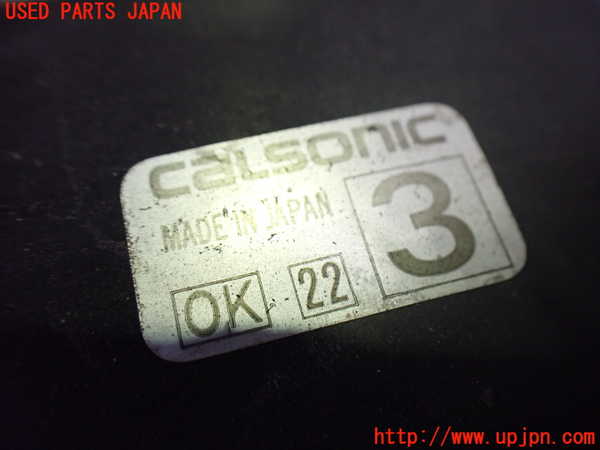 USED PARTS JAPAN
calsonic
MADE IN JAPAN
3
OK 22
http://www.upjpn.com/